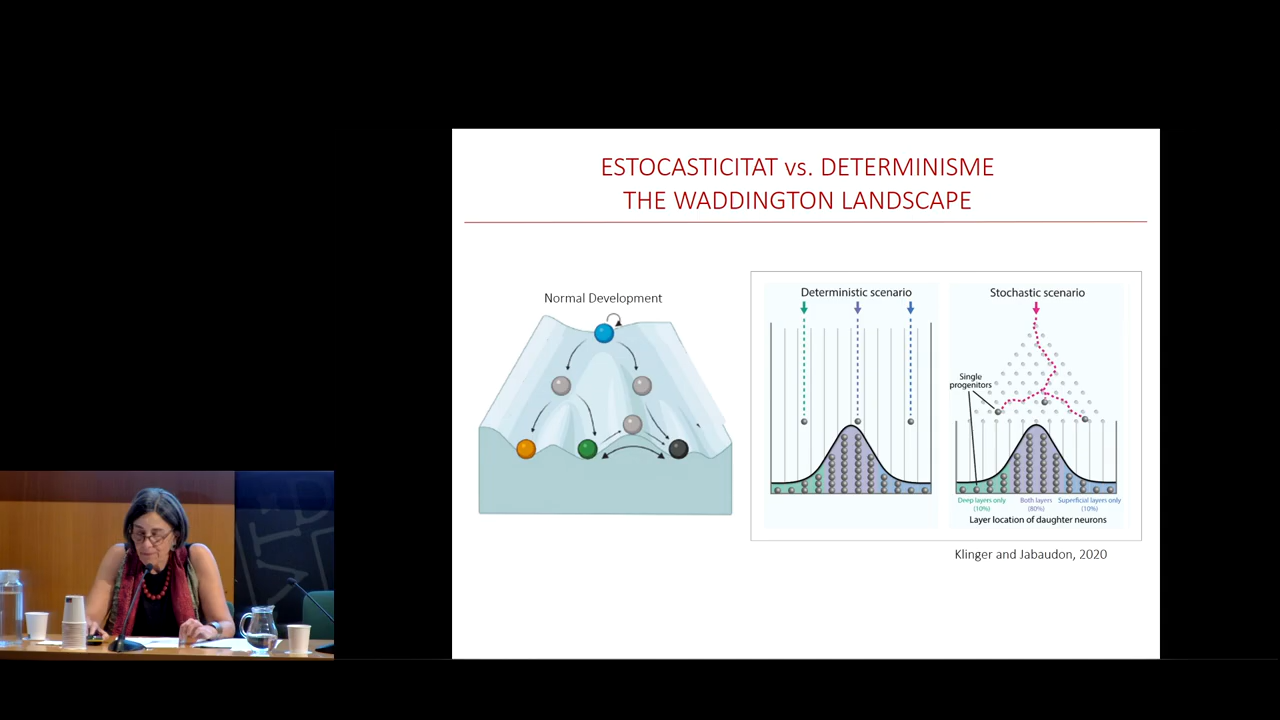 ESTOCASTICITAT vs. DETERMINISME
THE WADDINGTON LANDSCAPE
Normal Development
Deterministic scenario
Stochastic scenario
Single
progenitors
Deep layers only
(10%)
Both layers
(80%)
Superficial layers only
(10%)
Layer location of daughter neurons
Klinger and Jabaudon, 2020